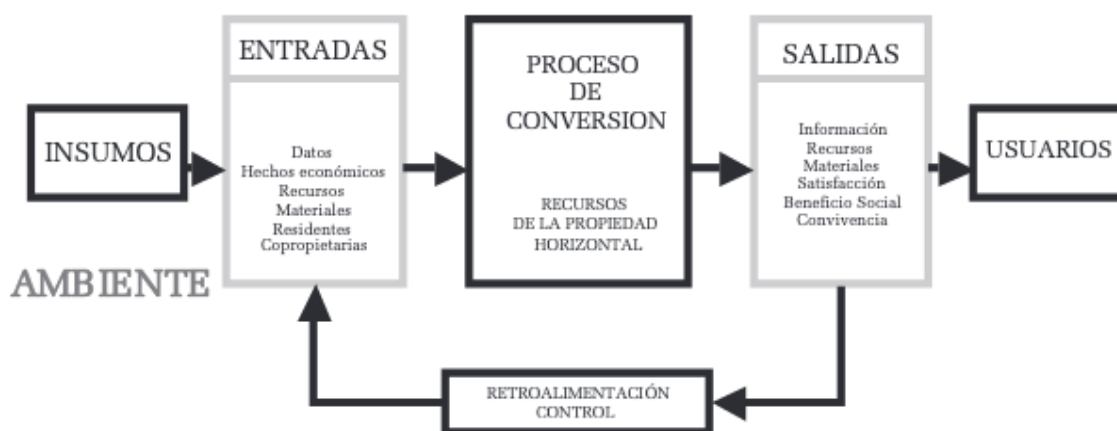 INSUMOS
AMBIENTE
ENTRADAS
Datos
Hechos económicos
Recursos
Materiales
Residentes
Copropietarias
PROCESO
DE
CONVERSION
RECURSOS
DE LA PROPIEDAD
HORIZONTAL
SALIDAS
Información
Recursos
Materiales
Satisfacción
Beneficio Social
Convivencia
USUARIOS
RETROALIMENTACIÓN
CONTROL